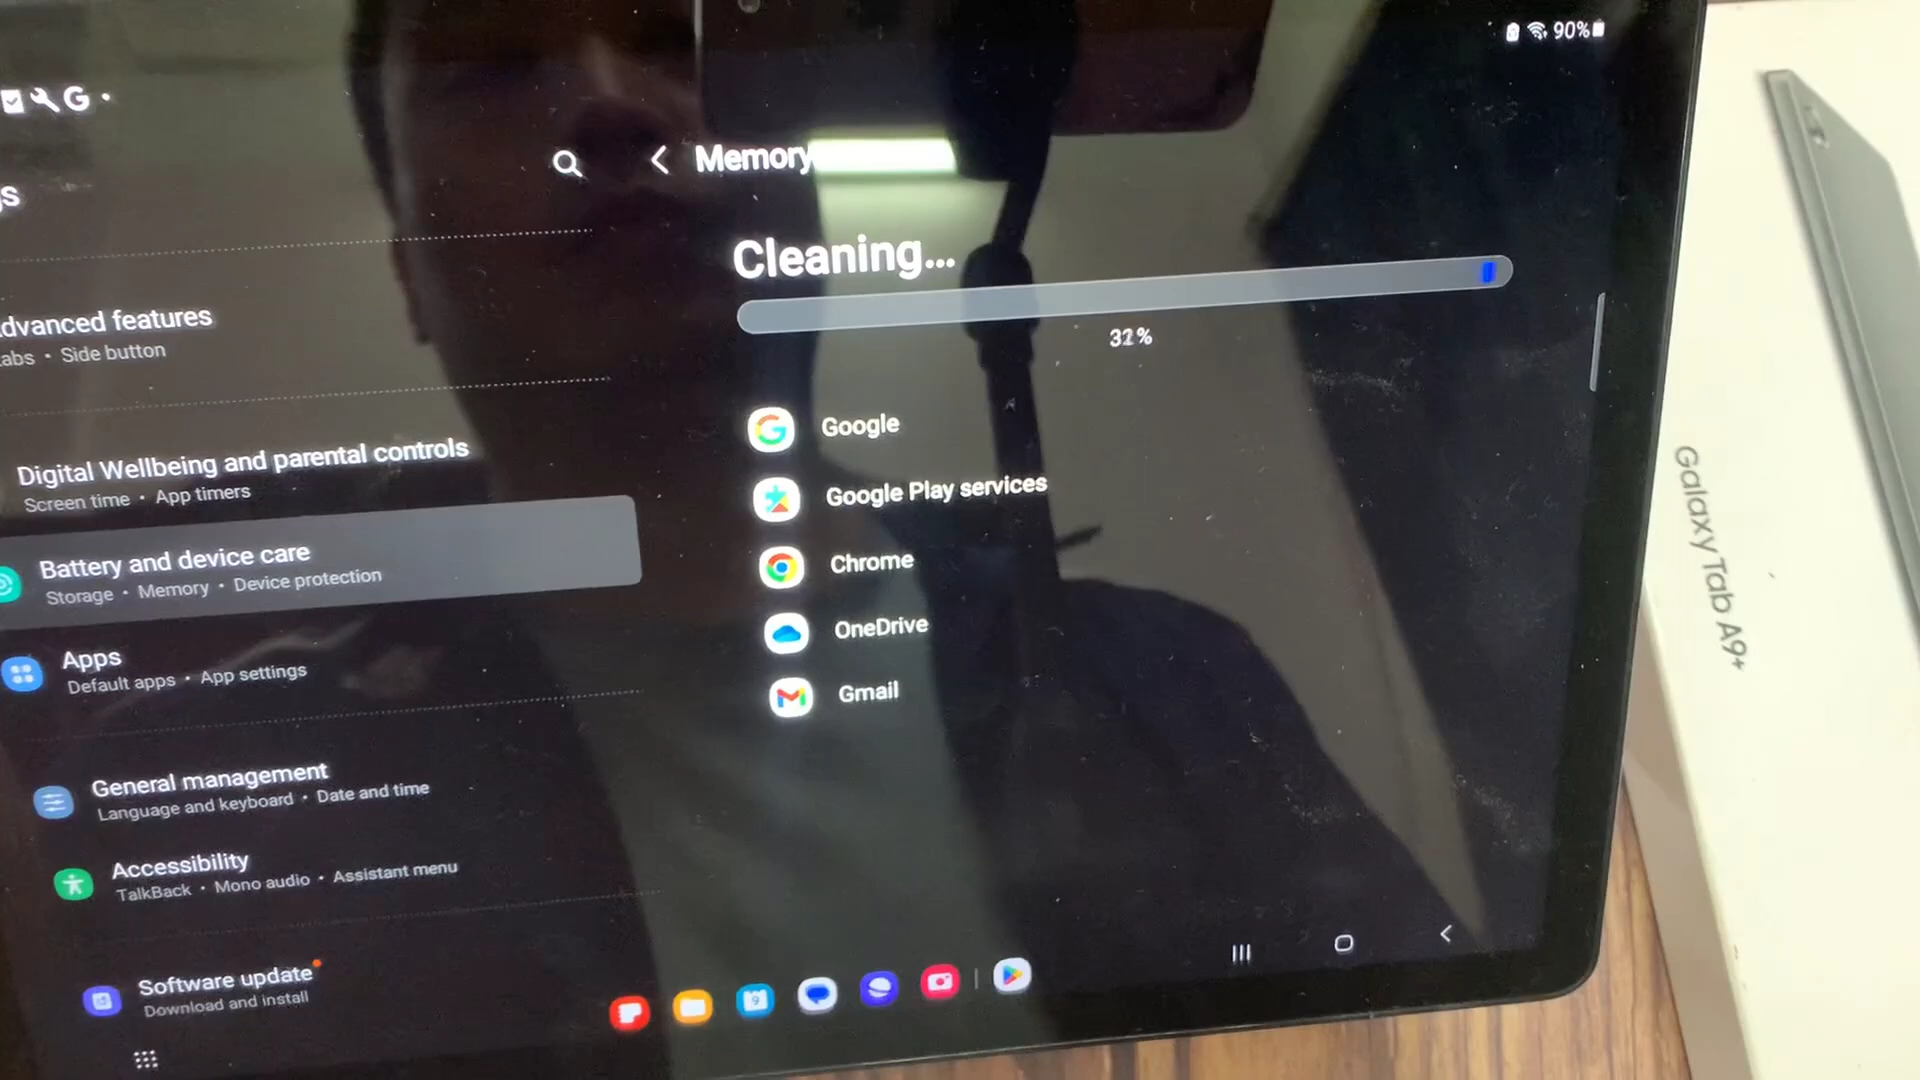 90%
G
gs
Memory
Cleaning...
32%
Google
Google Play services
Chrome
OneDrive
Gmail
dvanced features
abs • Side button
Digital Wellbeing and parental controls
Screen time • App timers
Battery and device care
Storage • Memory • Device protection
Apps
Default apps • App settings
General management
Language and keyboard • Date and time
Accessibility
TalkBack • Mono audio • Assistant menu
Software update
Download and install
9
Galaxy Tab A9+